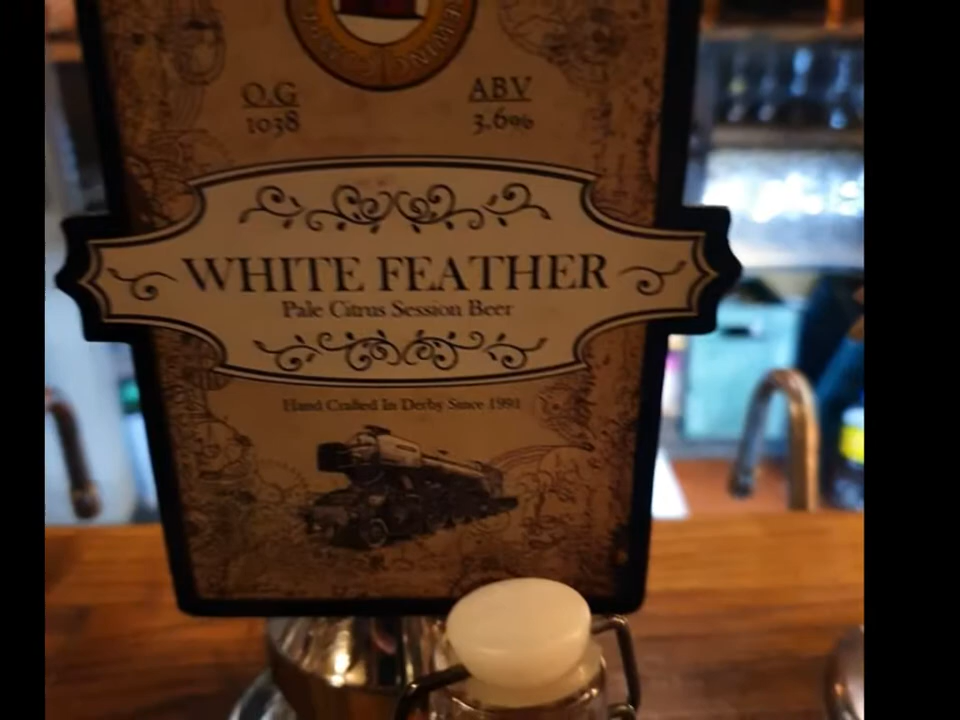 O.G
1038
ABV
3.6%
WHITE FEATHER
Pale Citrus Session Beer
Hand Crafted In Derby Since 1991